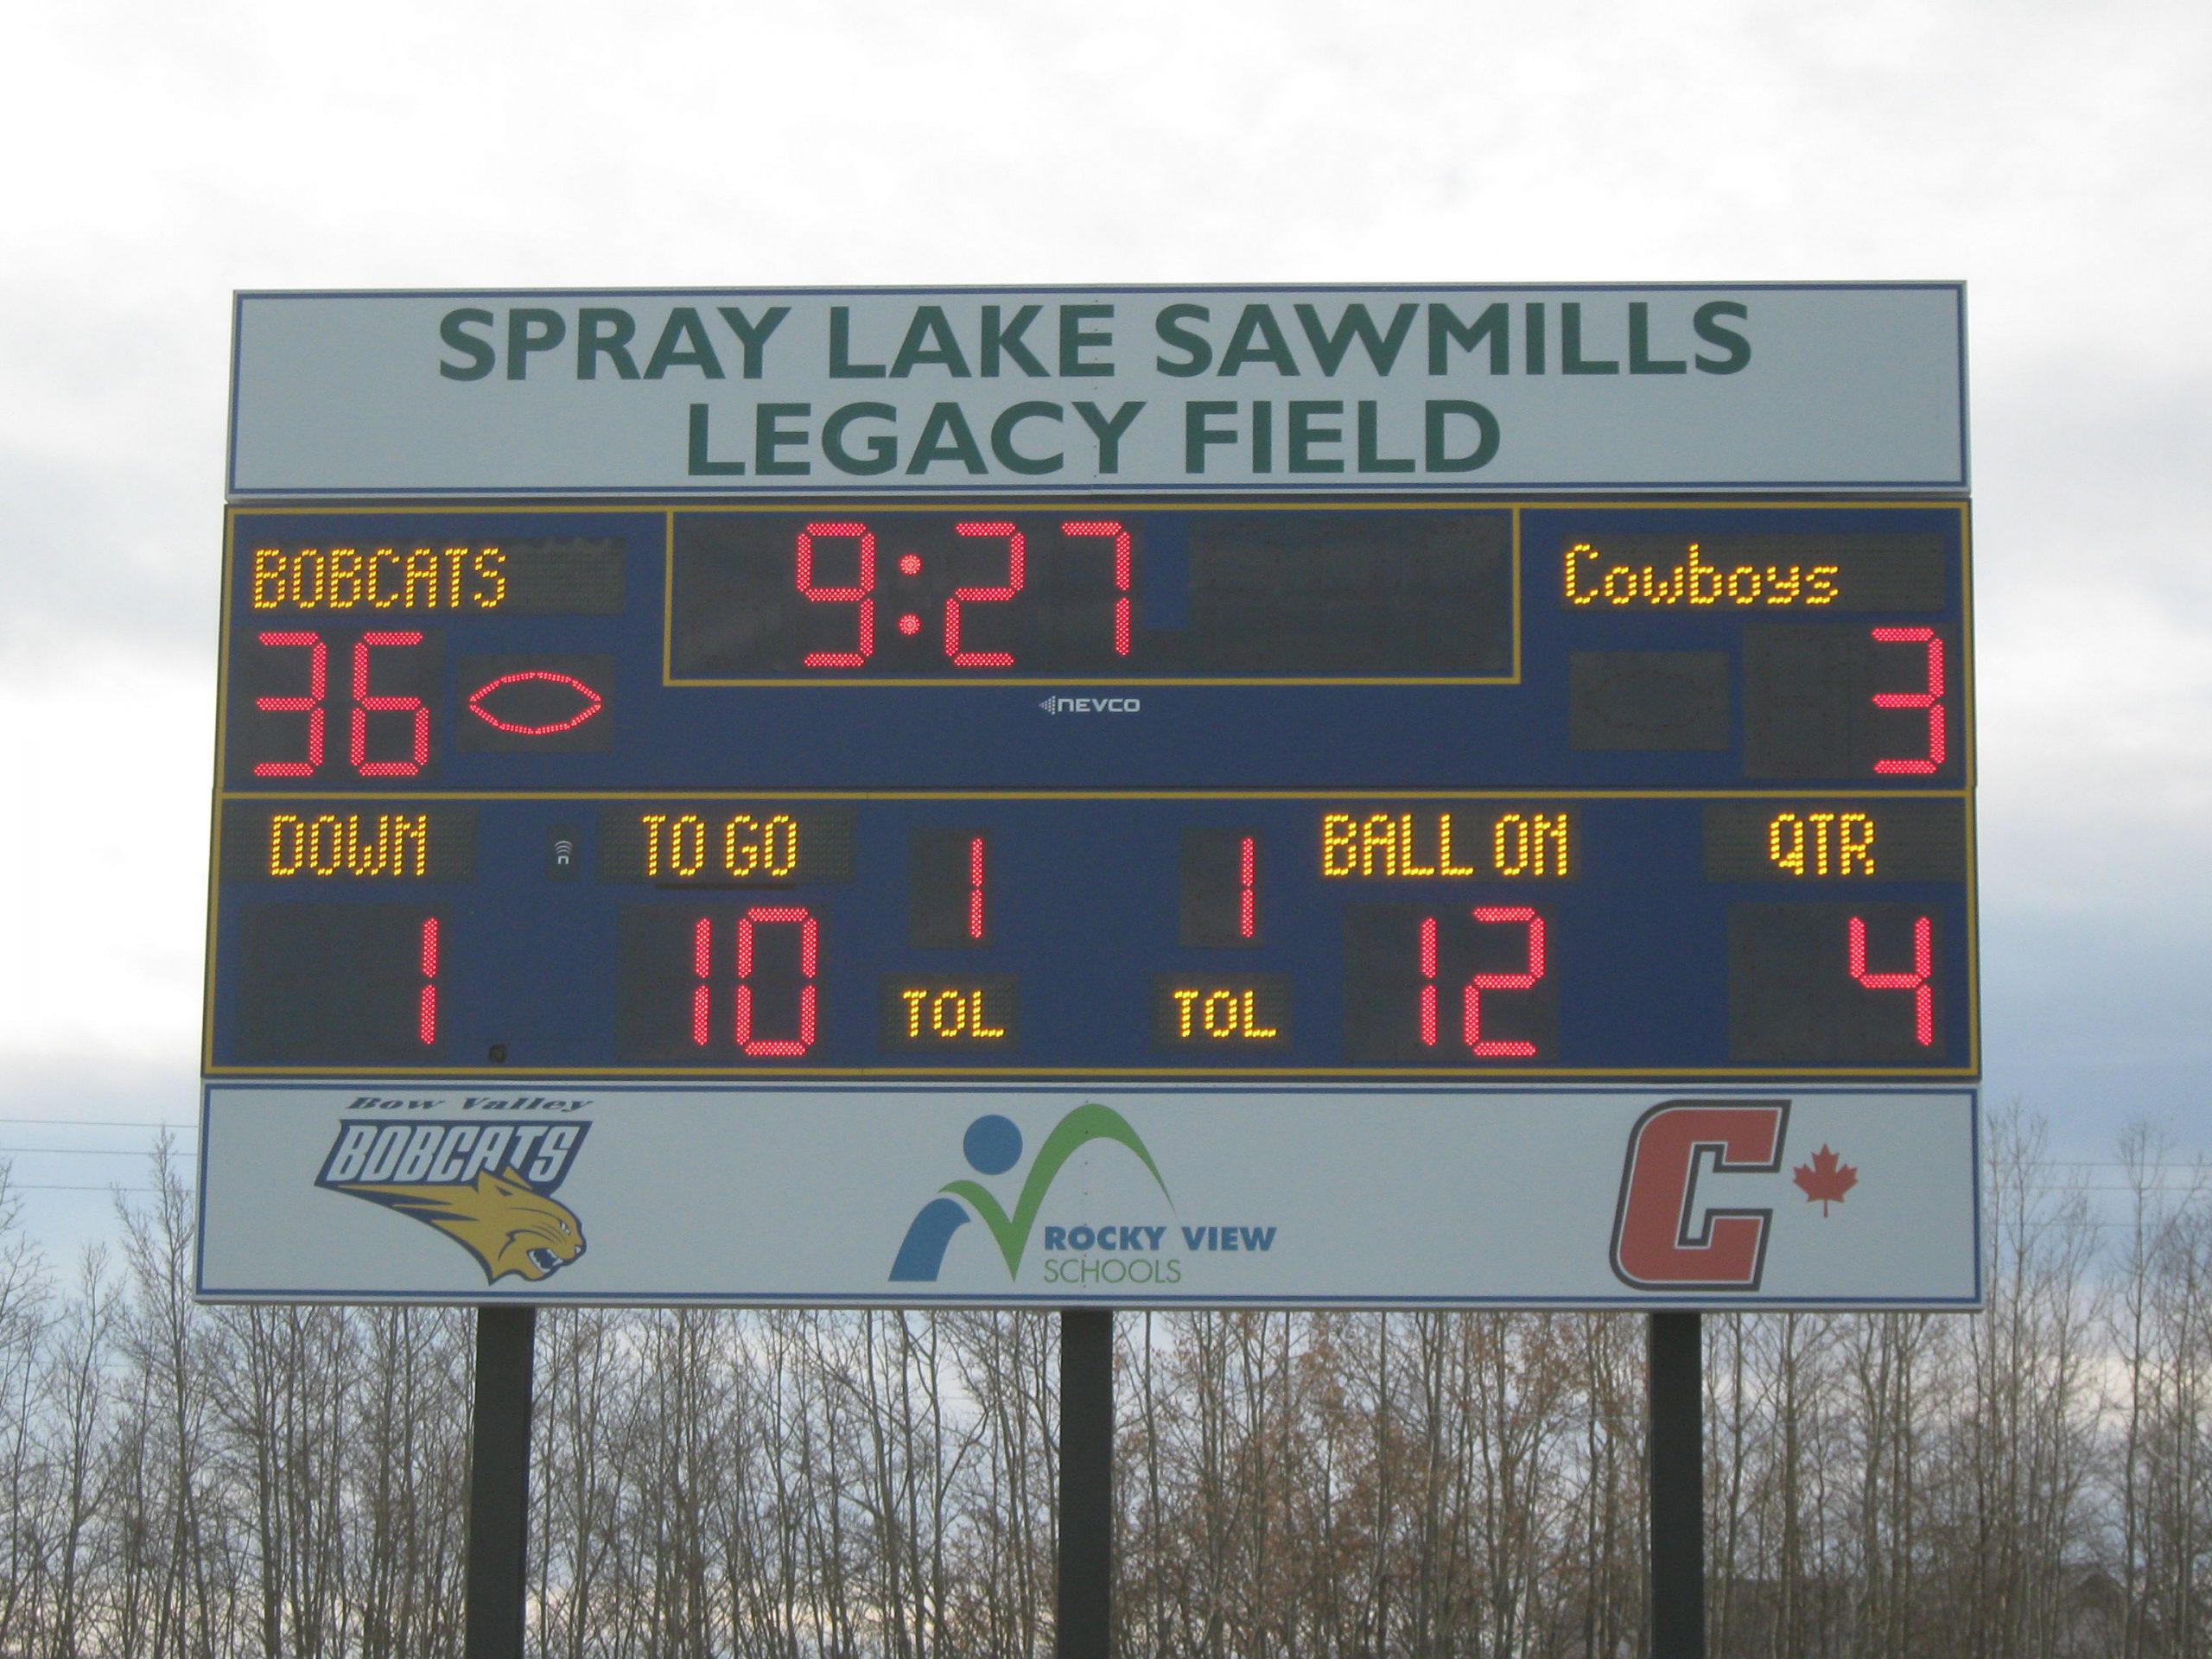 SPRAY LAKE SAWMILLS
LEGACY FIELD
BOBCATS 9:27 Cowboys
36 3
NEVCO
DOWN TO GO 1 1 BALL ON QTR
1 10 TOL TOL 12 4
Bow Valley
BOBCATS
ROCKY VIEW
SCHOOLS
C